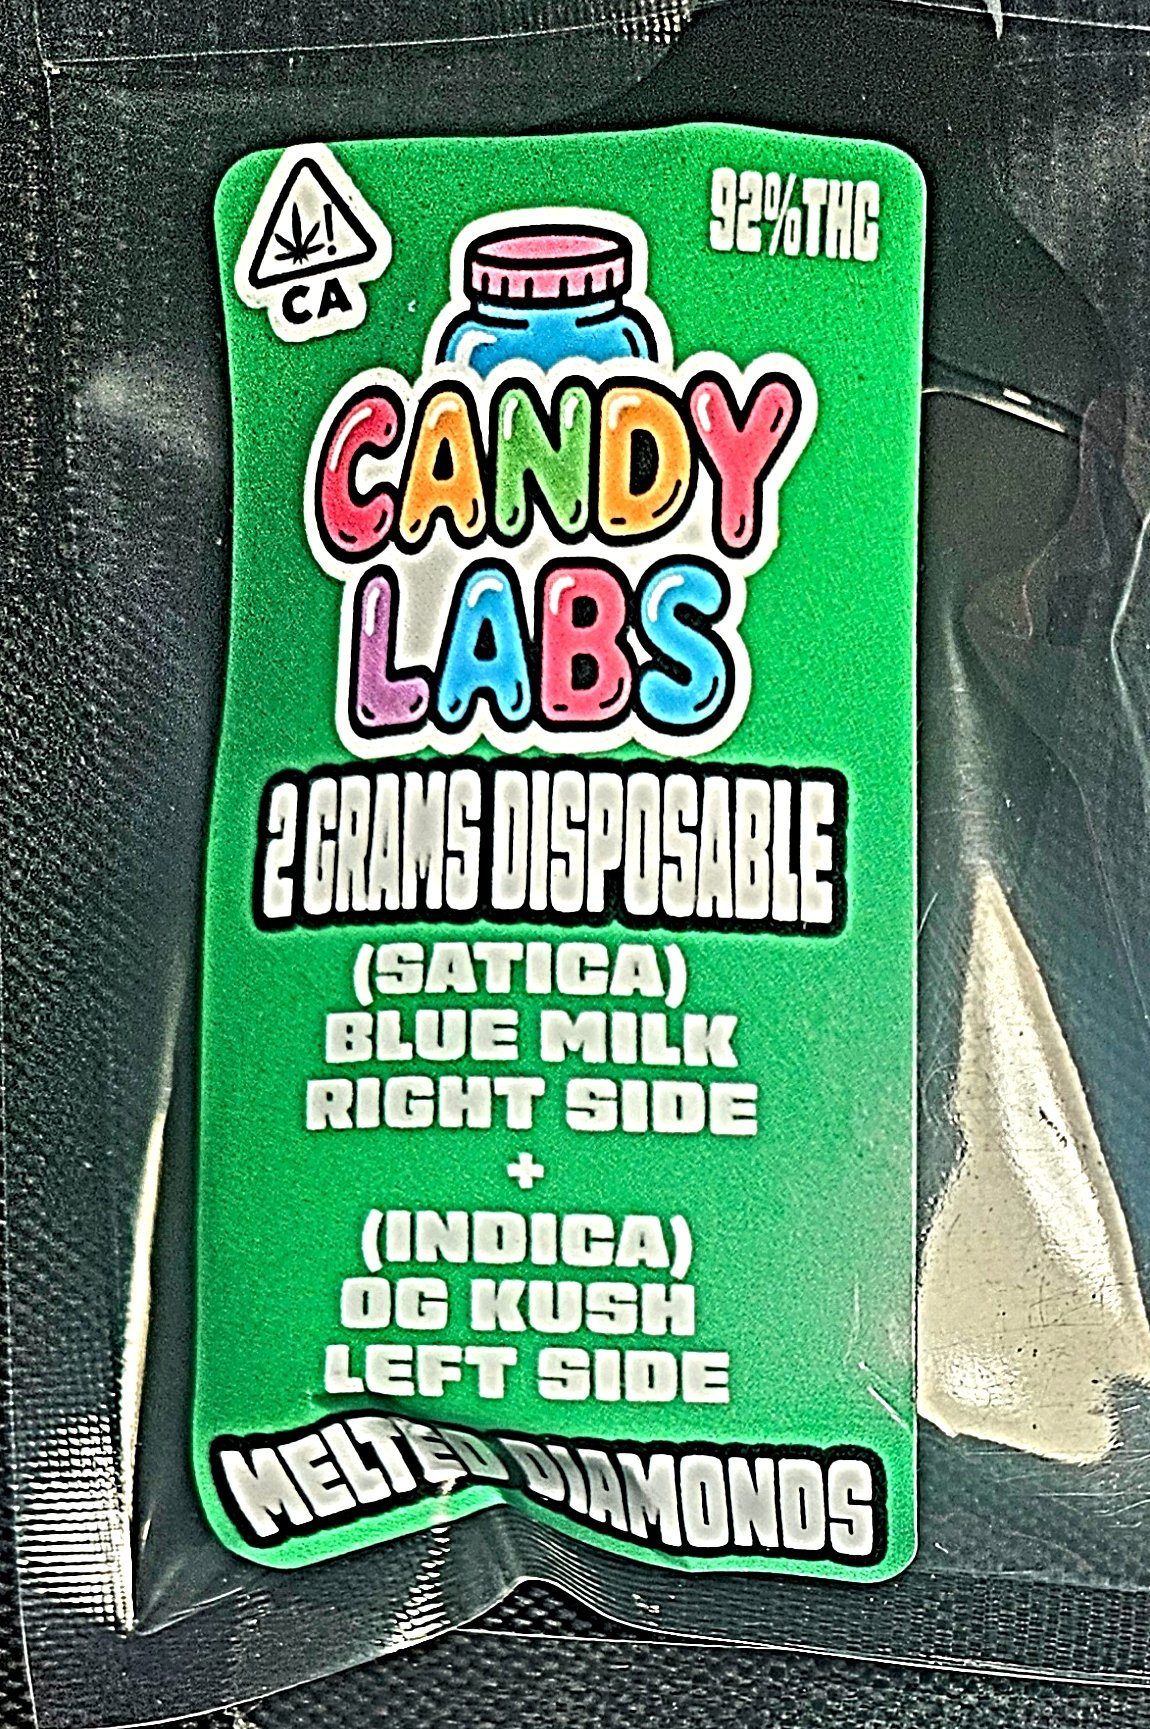 92%THC
CA
CANDY
LABS
2 GRAMS DISPOSABLE
(SATICA)
BLUE MILK
RIGHT SIDE
+
(INDICA)
OG KUSH
LEFT SIDE
MELTED DIAMONDS